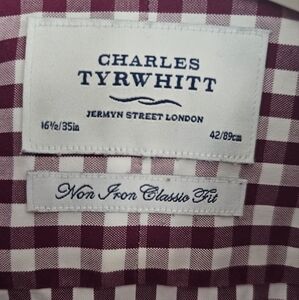 CHARLES
TYRWHITT
JERMYN STREET LONDON
16½/35in 42/89cm
Non Iron Classic Fit